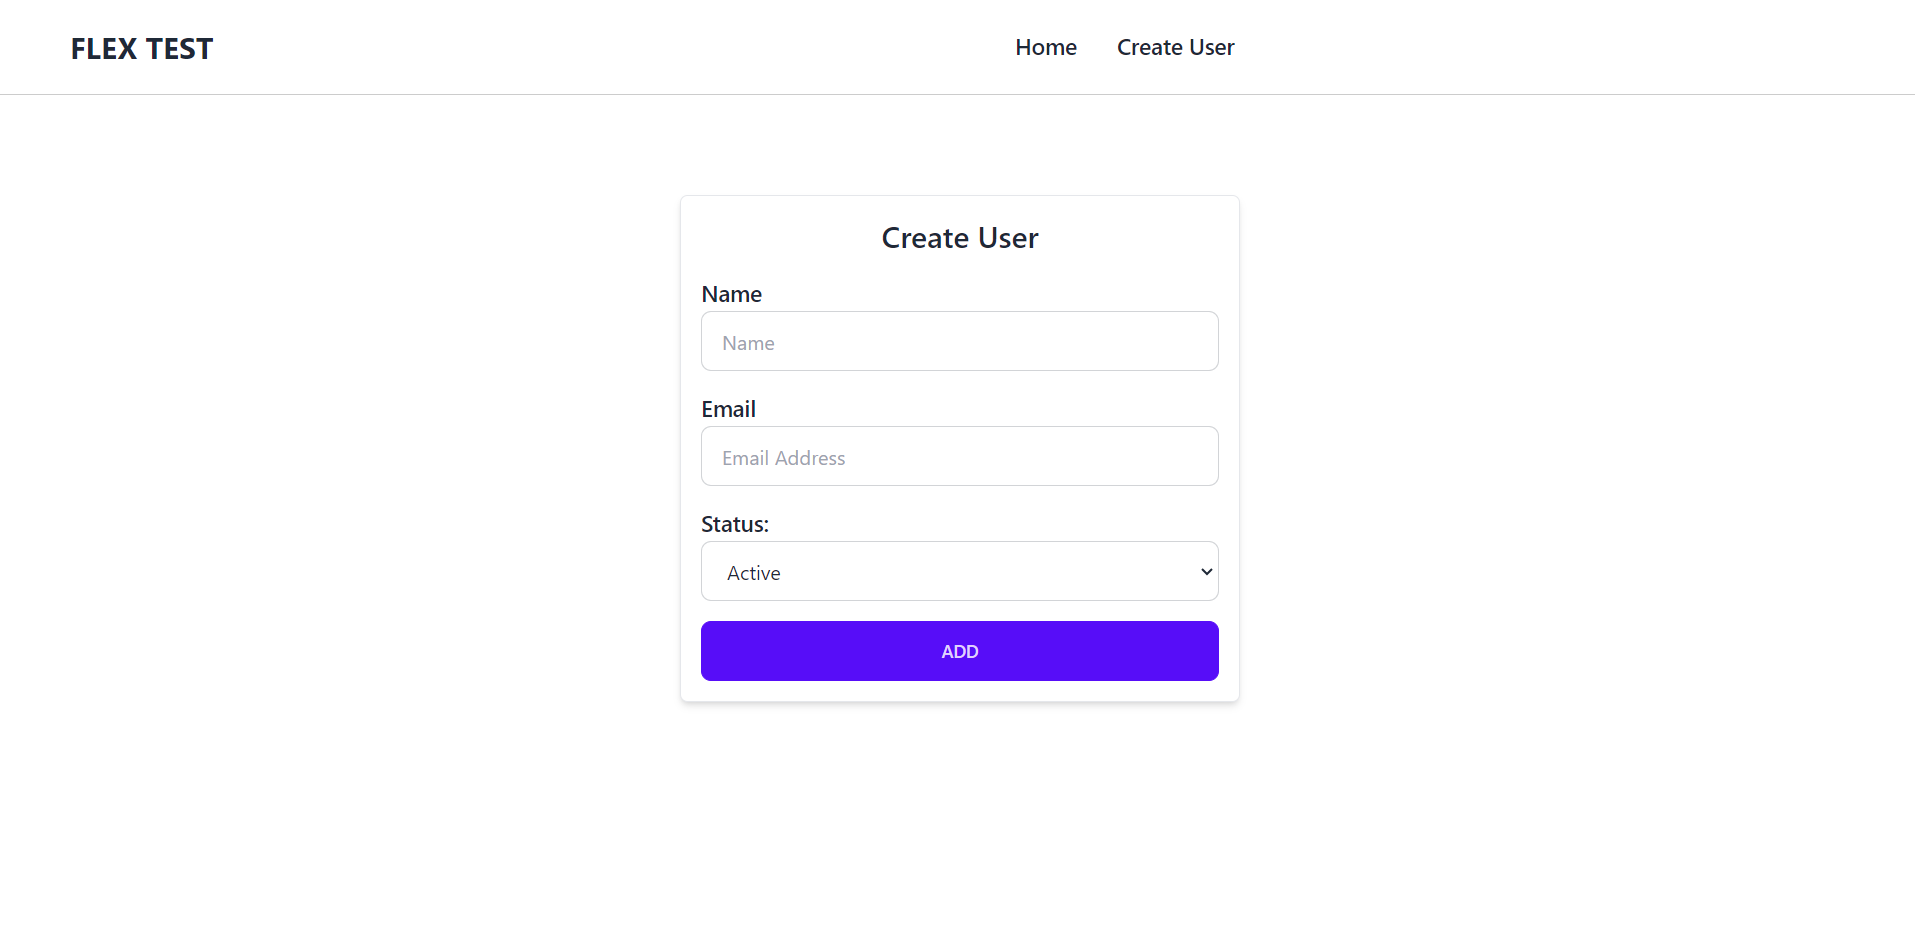 FLEX TEST
Home Create User
Create User
Name
Name
Email
Email Address
Status:
Active
ADD